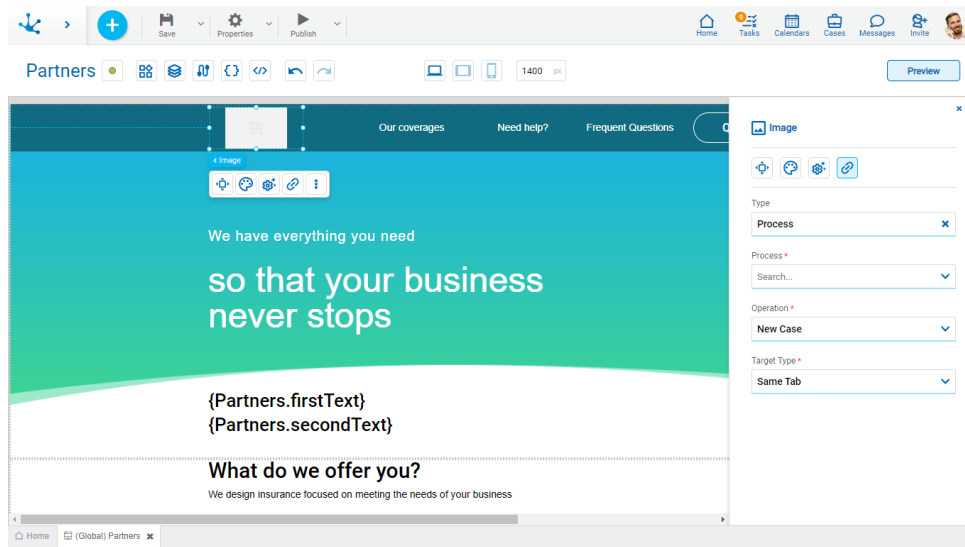 Save
Properties
Publish
Home
9
Tasks
Calendars
Cases
Messages
Invite
Partners
1400 px
Preview
Our coverages
Need help?
Frequent Questions
Q
< Image
We have everything you need
so that your business
never stops
{Partners.firstText}
{Partners.secondText}
What do we offer you?
We design insurance focused on meeting the needs of your business
Image
Type
Process
Process *
Search...
Operation *
New Case
Target Type *
Same Tab
Home
(Global) Partners